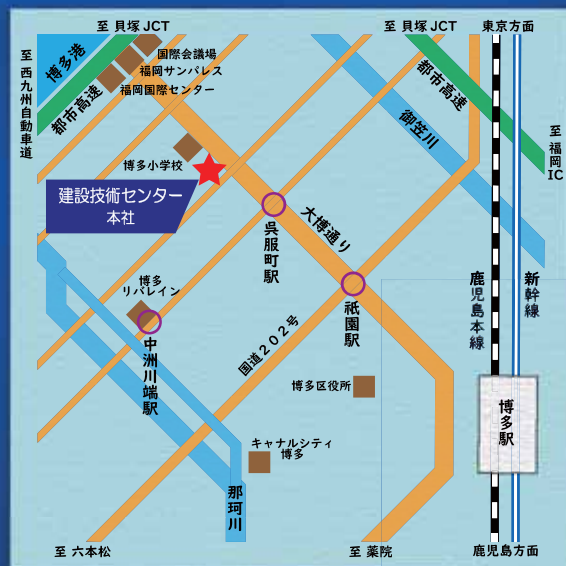 至 貝塚JCT
至 貝塚JCT
東京方面
至 西九州自動車道
博多港
都市高速
国際会議場
福岡サンパレス
福岡国際センター
都市高速
御笠川
至 福岡IC
博多小学校
建設技術センター
本社
呉服町駅
大博通り
祇園駅
鹿児島本線
新幹線
博多
リバレイン
中洲川端駅
国道202号
博多区役所
博多駅
キャナルシティ
博多
那珂川
至 六本松
至 薬院
鹿児島方面